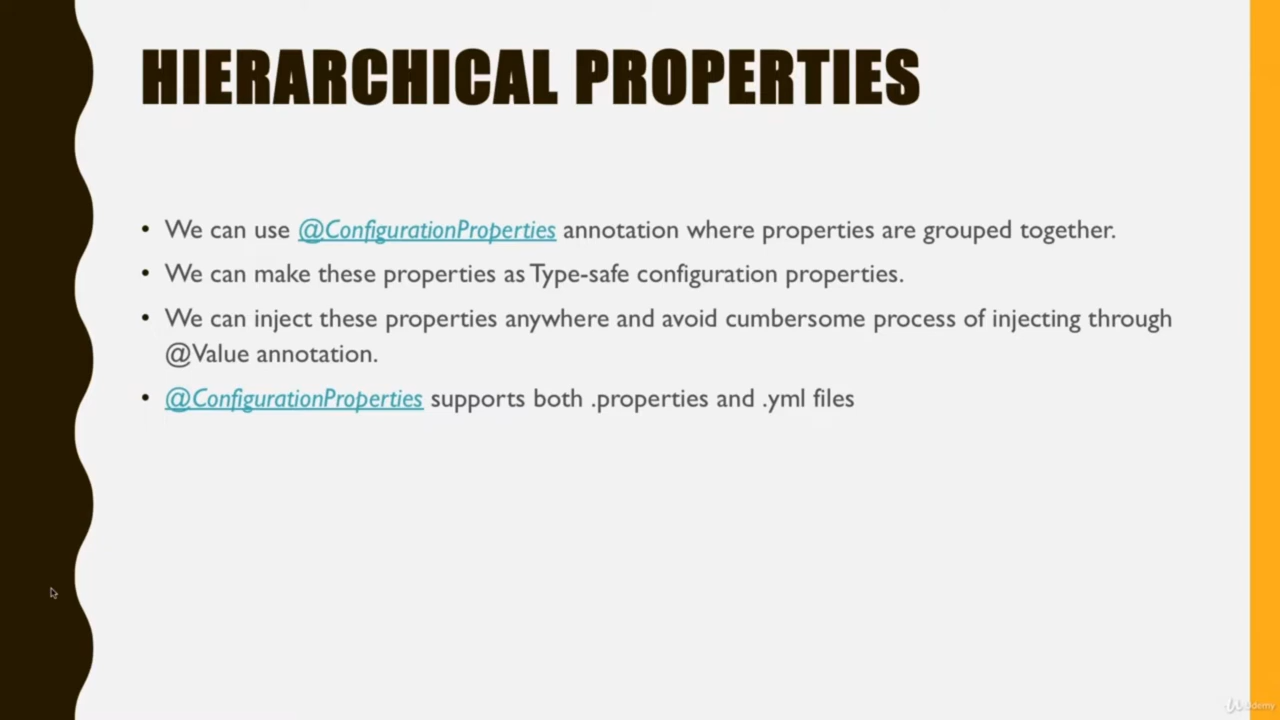 HIERARCHICAL PROPERTIES
• We can use @ConfigurationProperties annotation where properties are grouped together.
• We can make these properties as Type-safe configuration properties.
• We can inject these properties anywhere and avoid cumbersome process of injecting through
@Value annotation.
• @ConfigurationProperties supports both .properties and .yml files
Udemy